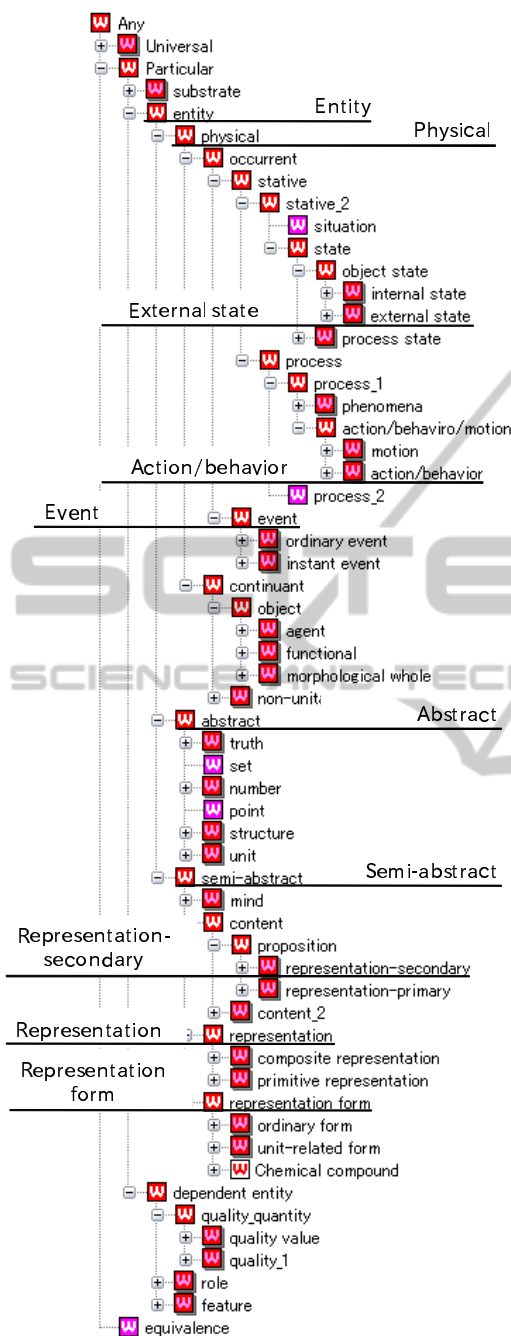 Any
Universal
Particular
substrate
entity Entity
physical Physical
occurrent
stative
stative_2
situation
state
object state
internal state
External state external state
process state
process
process_1
phenomena
action/behaviro/motion
motion
Action/behavior action/behavior
process_2
Event event
ordinary event
instant event
continuant
object
agent
functional
morphological whole
non-unit
abstract Abstract
truth
set
number
point
structure
unit
semi-abstract Semi-abstract
mind
content
Representation- proposition
secondary representation-secondary
representation-primary
content_2
Representation representation
composite representation
Representation primitive representation
form representation form
ordinary form
unit-related form
Chemical compound
dependent entity
quality_quantity
quality value
quality_1
role
feature
equivalence